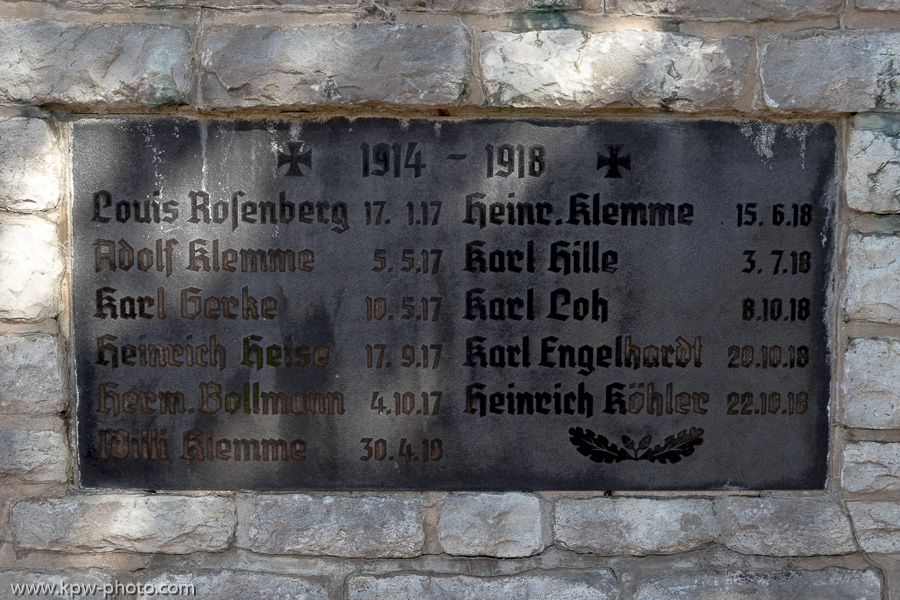 1914 - 1918
Louis Rosenberg 17. 1.17
Adolf Klemme 5. 5.17
Karl Gerke 10. 5.17
Heinrich Heise 17. 9.17
Herm. Bollmann 4.10.17
Willi Klemme 30. 4.18
Heinr. Klemme 15. 6.18
Karl Hille 3. 7.18
Karl Loh 8.10.18
Karl Engelhardt 20.10.18
Heinrich Köhler 22.10.18
www.kpw-photo.com